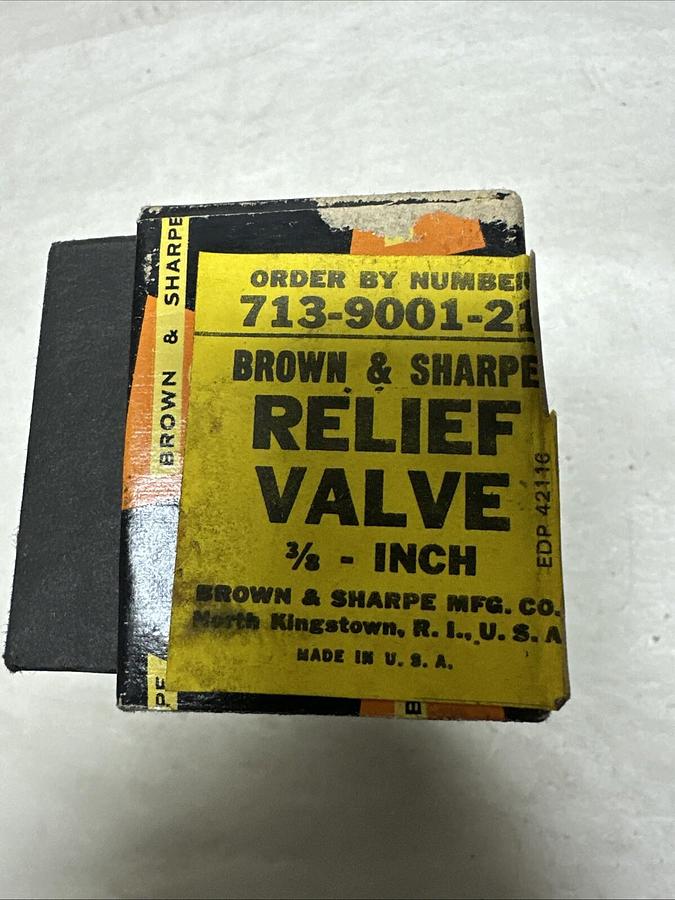 ORDER BY NUMBER
713-9001-21
BROWN & SHARPE
RELIEF
VALVE
3/8 - INCH
BROWN & SHARPE MFG. CO.
North Kingstown, R. I., U. S. A
MADE IN U. S. A.
EDP 42116
BROWN & SHARPE
PE
B